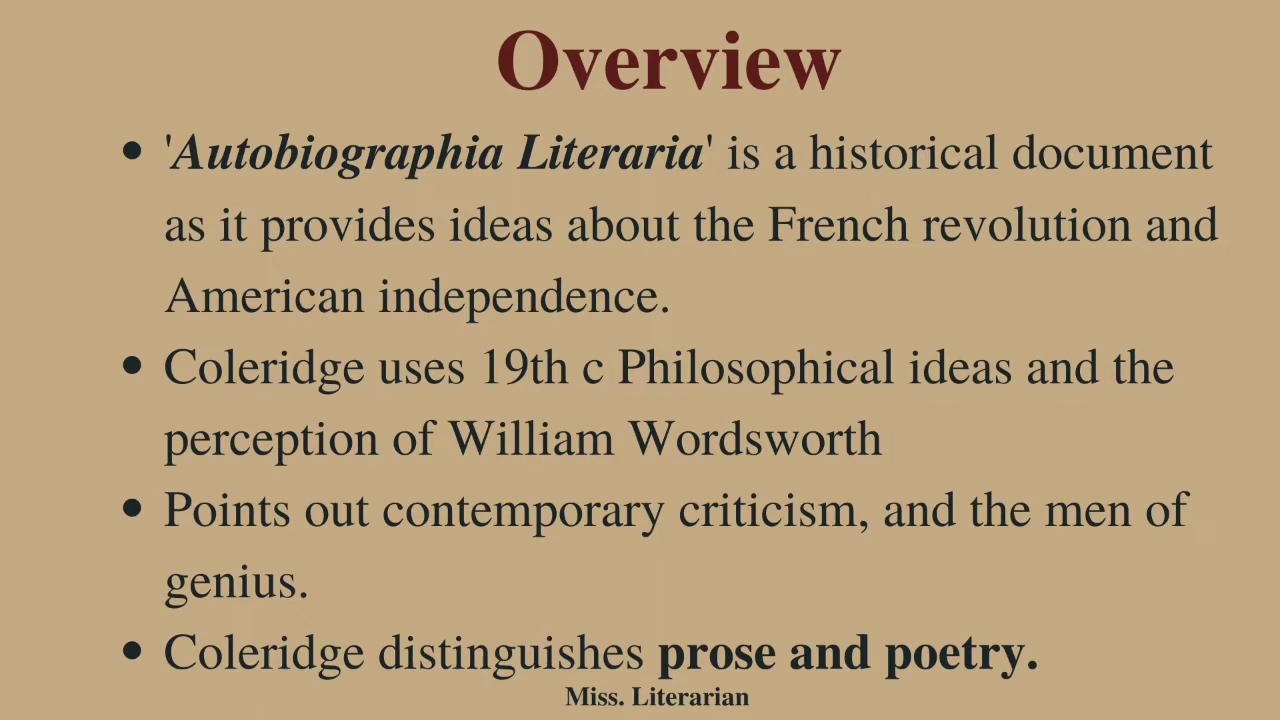 Overview
• 'Autobiographia Literaria' is a historical document
as it provides ideas about the French revolution and
American independence.
• Coleridge uses 19th c Philosophical ideas and the
perception of William Wordsworth
• Points out contemporary criticism, and the men of
genius.
• Coleridge distinguishes prose and poetry.
Miss. Literarian